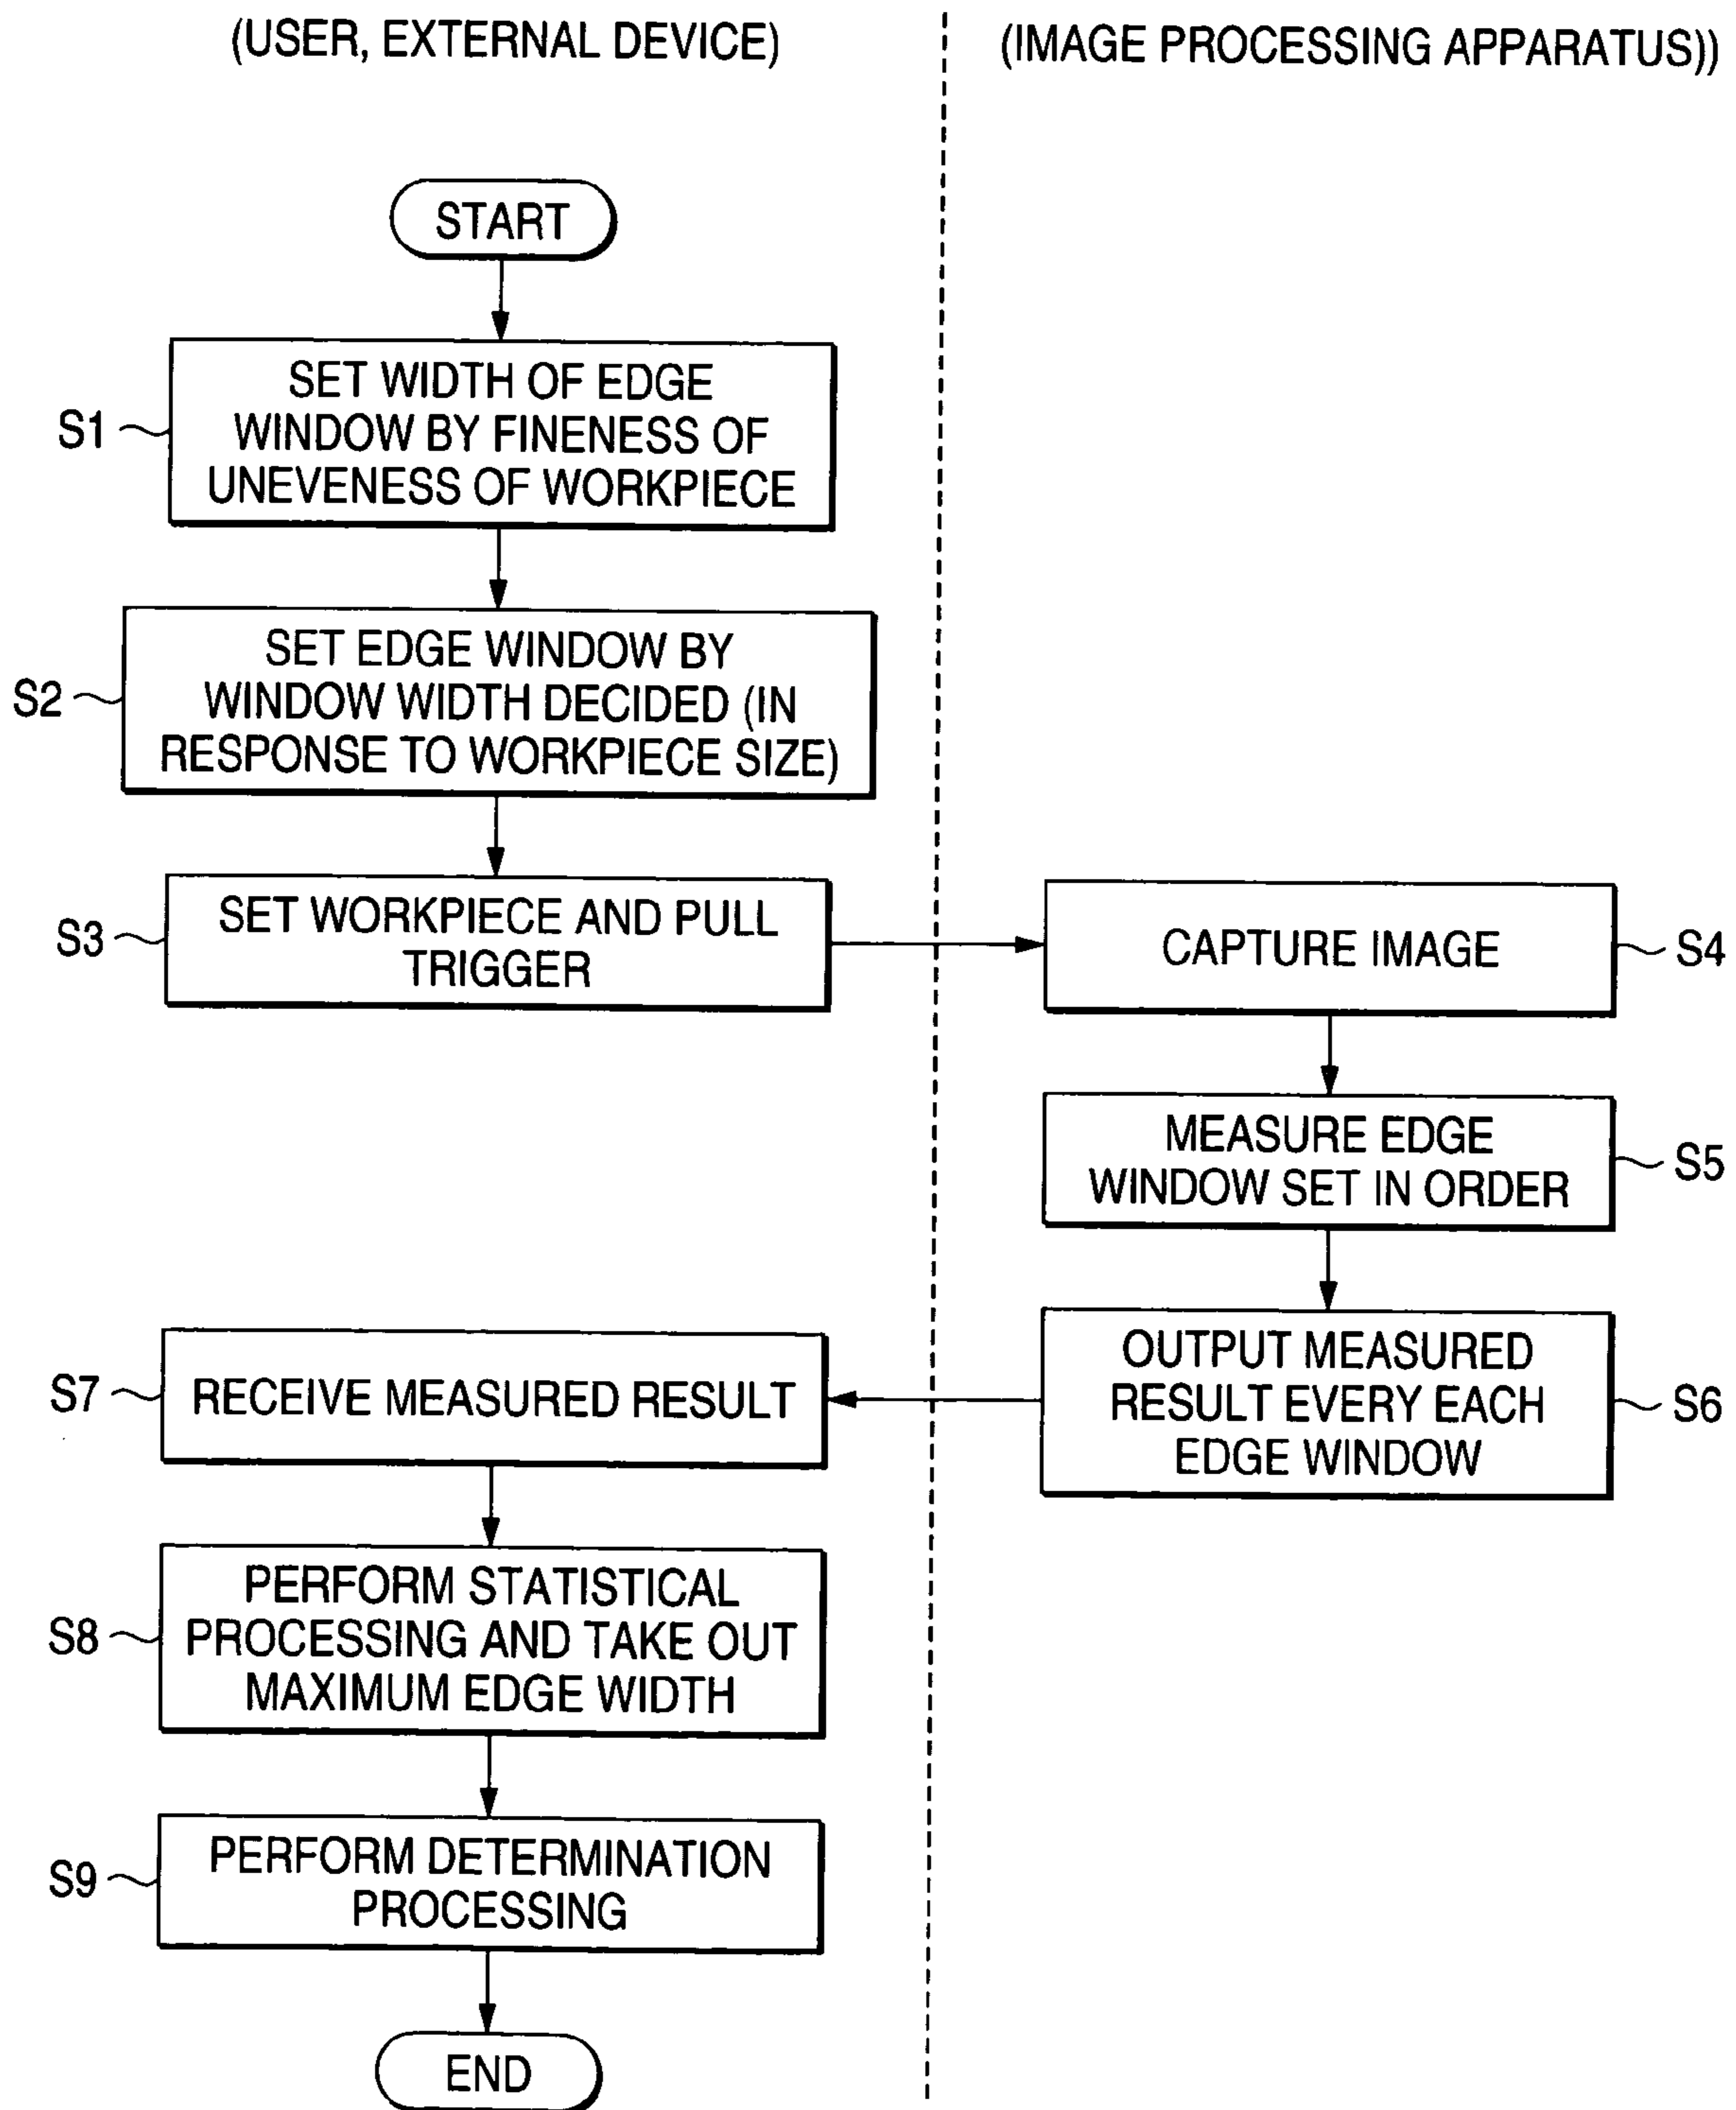 (USER, EXTERNAL DEVICE)
(IMAGE PROCESSING APPARATUS))
START
S1
SET WIDTH OF EDGE
WINDOW BY FINENESS OF
UNEVENESS OF WORKPIECE
S2
SET EDGE WINDOW BY
WINDOW WIDTH DECIDED (IN
RESPONSE TO WORKPIECE SIZE)
S3
SET WORKPIECE AND PULL
TRIGGER
CAPTURE IMAGE
S4
MEASURE EDGE
WINDOW SET IN ORDER
S5
OUTPUT MEASURED
RESULT EVERY EACH
EDGE WINDOW
S6
S7
RECEIVE MEASURED RESULT
S8
PERFORM STATISTICAL
PROCESSING AND TAKE OUT
MAXIMUM EDGE WIDTH
S9
PERFORM DETERMINATION
PROCESSING
END